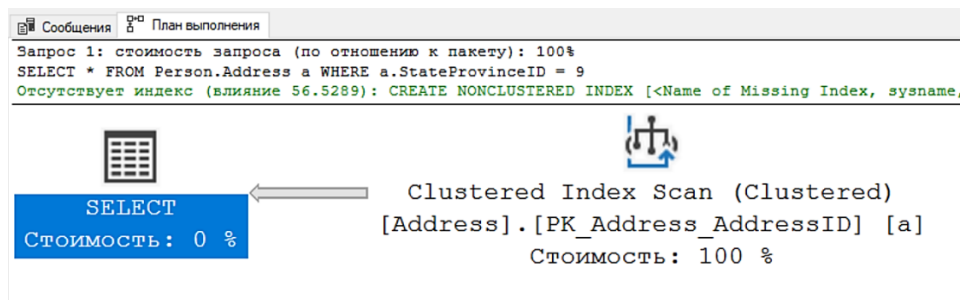 Сообщения План выполнения
Запрос 1: стоимость запроса (по отношению к пакету): 100%
SELECT * FROM Person.Address a WHERE a.StateProvinceID = 9
Отсутствует индекс (влияние 56.5289): CREATE NONCLUSTERED INDEX [<Name of Missing Index, sysname,
SELECT
Стоимость: 0 %
Clustered Index Scan (Clustered)
[Address].[PK_Address_AddressID] [a]
Стоимость: 100 %